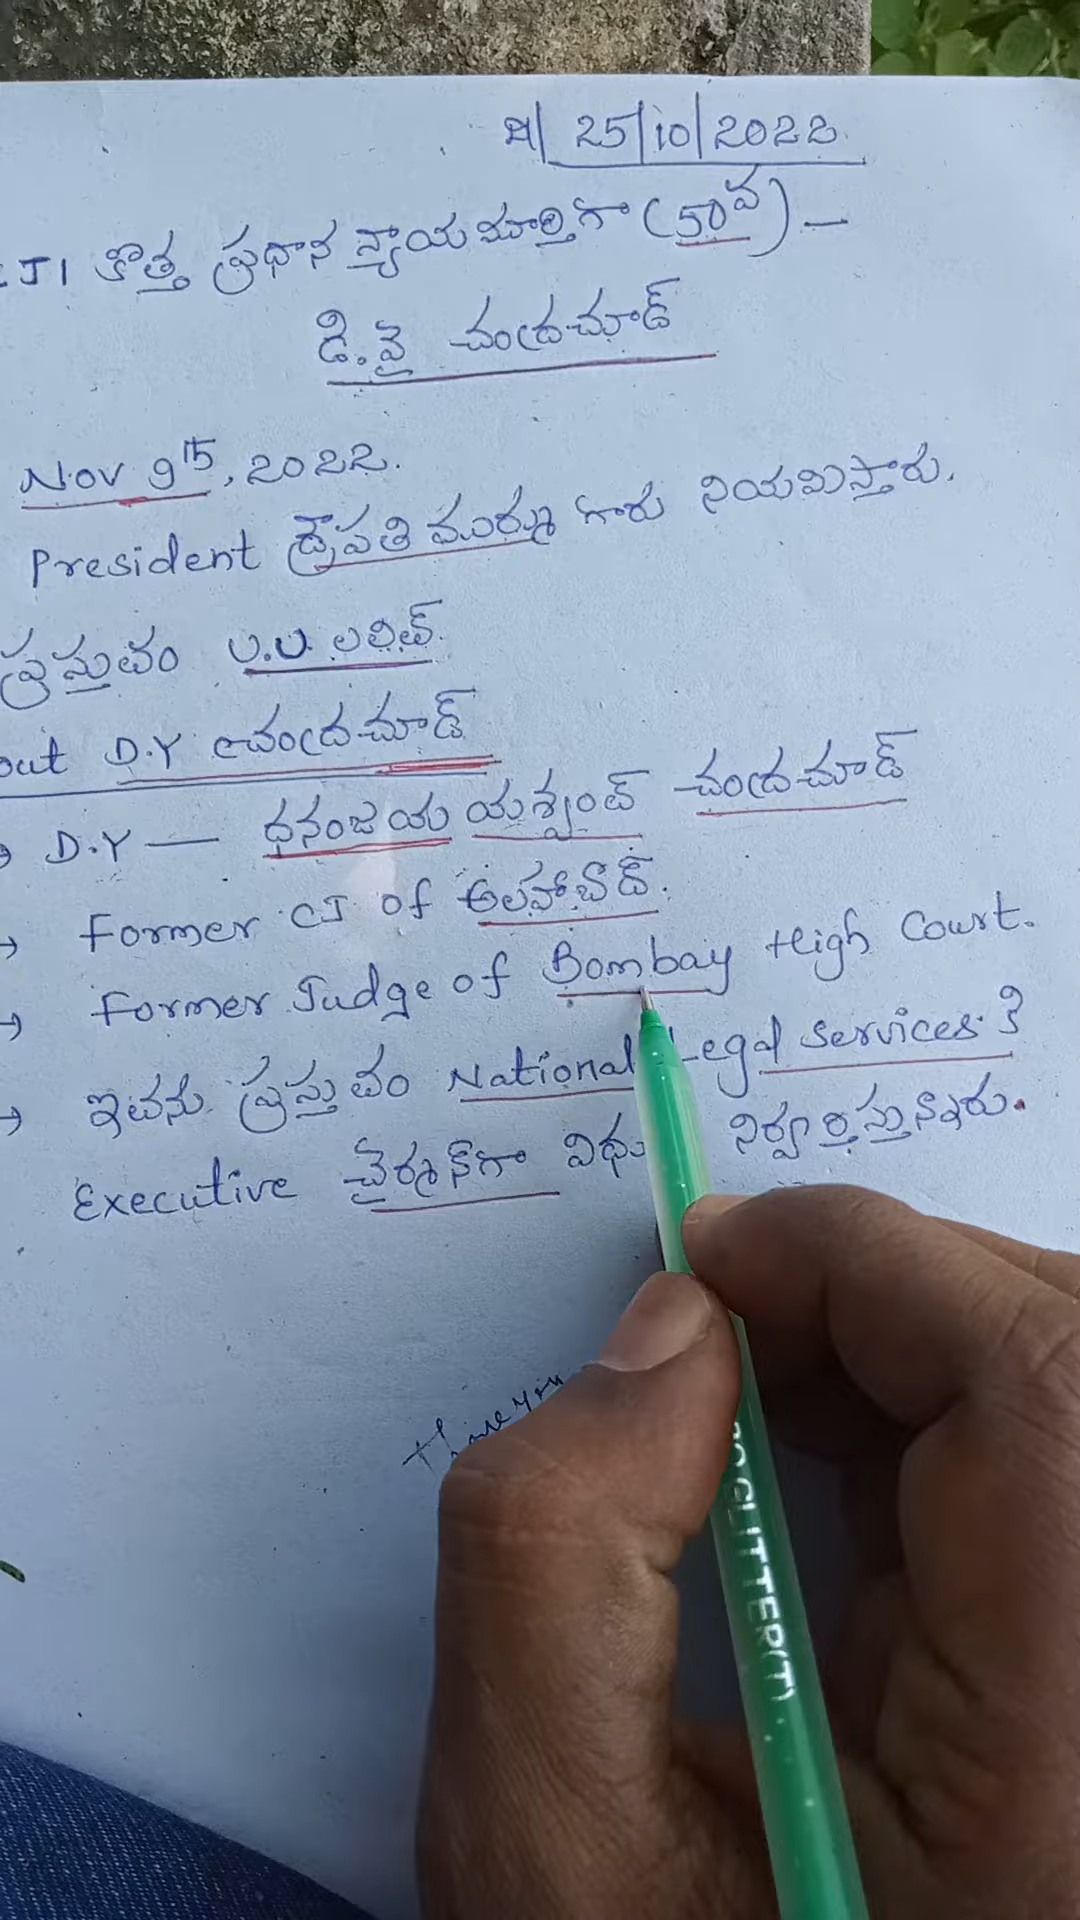 25/10/2022
CJI కొత్త ప్రధాన న్యాయమూర్తిగా (50వ) –
డి. వై చంద్రచూడ్
Nov 9th, 2022.
President ద్రౌపతి ముర్ము గారు నియమిస్తారు.
ప్రస్తుతం U.U. లలిత్.
out D.Y చంద్రచూడ్
D.Y — ధనంజయ యశ్వంత్ చంద్రచూడ్
→ Former CJ of అలహాబాద్.
→ Former Judge of Bombay High Court.
→ ఇతను ప్రస్తుతం National Legal Services కి
Executive చైర్మన్‌గా విధు నిర్వర్తిస్తున్నారు.
Thank You
GLITTER(T)